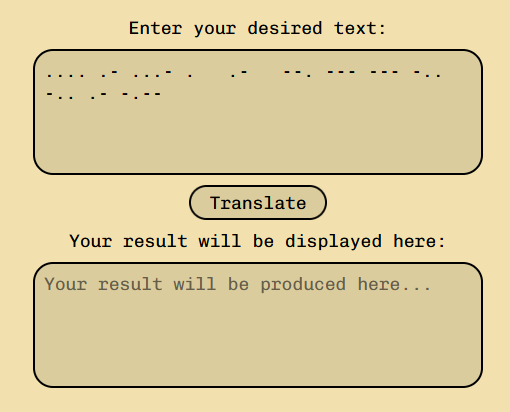 Enter your desired text:
.... .- ...- .   .-   --. --- --- -..
-.. .- -.--
Translate
Your result will be displayed here:
Your result will be produced here...